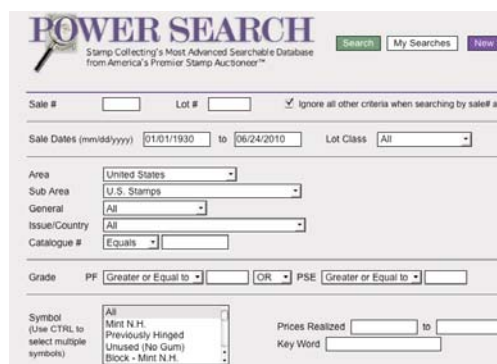 POWER SEARCH
Stamp Collecting's Most Advanced Searchable Database
from America's Premier Stamp Auctioneer™
Search My Searches New
Sale # Lot # Ignore all other criteria when searching by sale# a
Sale Dates (mm/dd/yyyy) 01/01/1930 to 06/24/2010 Lot Class All
Area United States
Sub Area U.S. Stamps
General All
Issue/Country All
Catalogue # Equals
Grade PF Greater or Equal to OR PSE Greater or Equal to
Symbol
(Use CTRL to
select multiple
symbols)
All
Mint N.H.
Previously Hinged
Unused (No Gum)
Block - Mint N.H.
Prices Realized to
Key Word